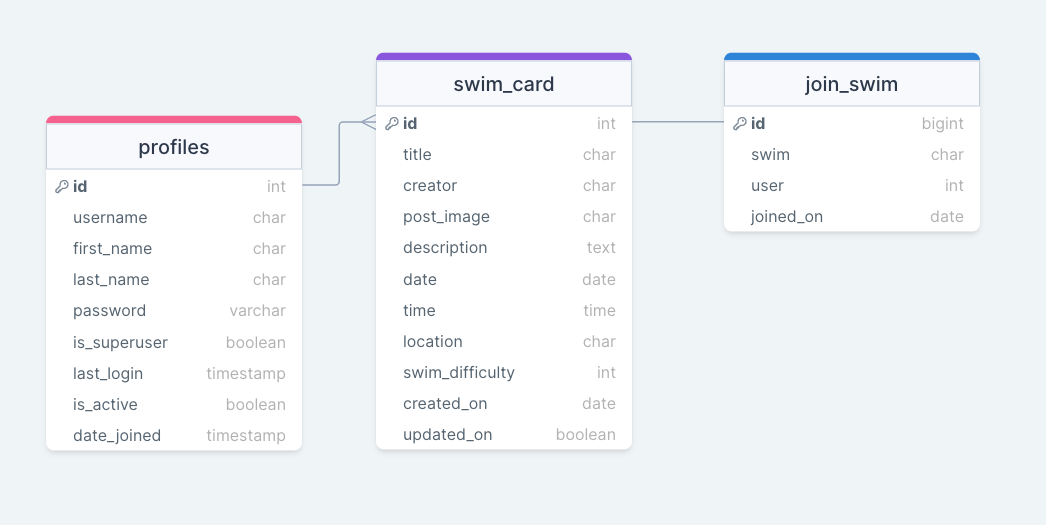 profiles
id int
username char
first_name char
last_name char
password varchar
is_superuser boolean
last_login timestamp
is_active boolean
date_joined timestamp
swim_card
id int
title char
creator char
post_image char
description text
date date
time time
location char
swim_difficulty int
created_on date
updated_on boolean
join_swim
id bigint
swim char
user int
joined_on date